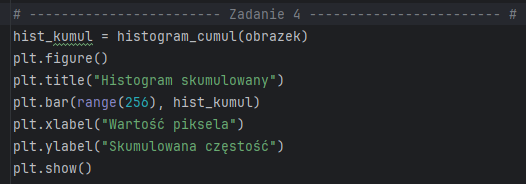 # ------------------------ Zadanie 4 ------------------------ #
hist_kumul = histogram_cumul(obrazek)
plt.figure()
plt.title("Histogram skumulowany")
plt.bar(range(256), hist_kumul)
plt.xlabel("Wartość piksela")
plt.ylabel("Skumulowana częstość")
plt.show()